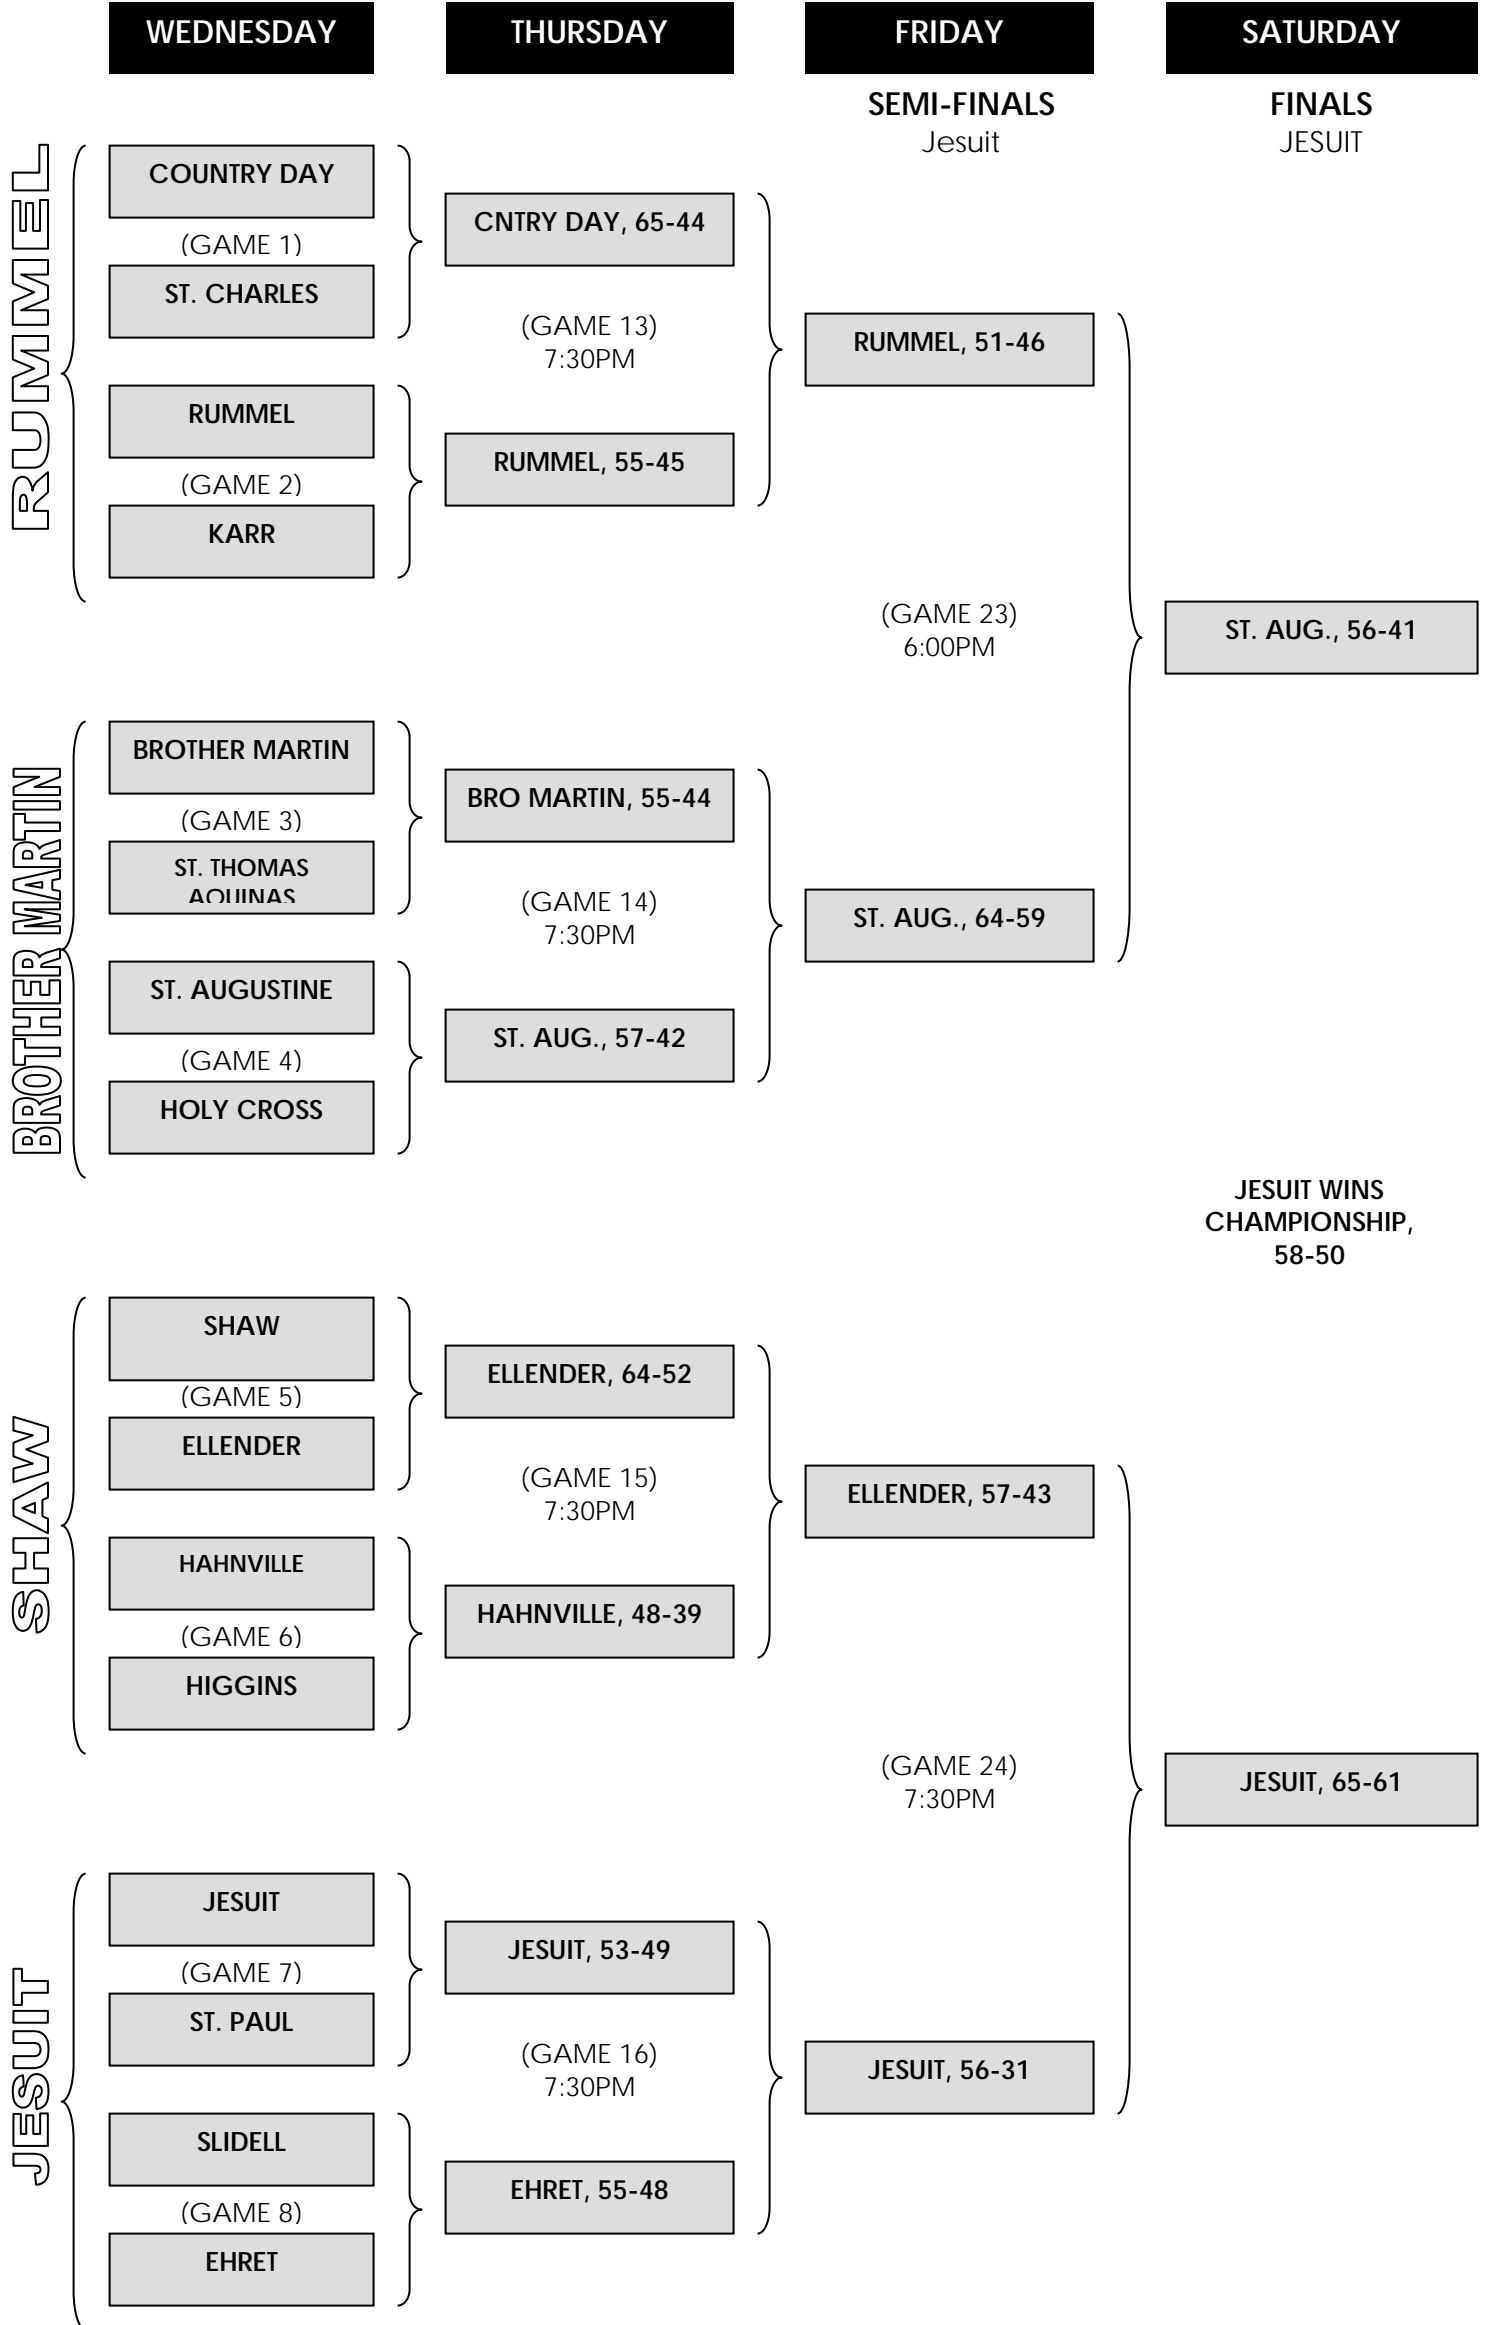 WEDNESDAY
THURSDAY
FRIDAY
SATURDAY
SEMI-FINALS
Jesuit
FINALS
JESUIT
RUMMEL
COUNTRY DAY
(GAME 1)
ST. CHARLES
RUMMEL
(GAME 2)
KARR
CNTRY DAY, 65-44
(GAME 13)
7:30PM
RUMMEL, 55-45
RUMMEL, 51-46
(GAME 23)
6:00PM
ST. AUG., 56-41
BROTHER MARTIN
BROTHER MARTIN
(GAME 3)
ST. THOMAS
AQUINAS
ST. AUGUSTINE
(GAME 4)
HOLY CROSS
BRO MARTIN, 55-44
(GAME 14)
7:30PM
ST. AUG., 57-42
ST. AUG., 64-59
JESUIT WINS
CHAMPIONSHIP,
58-50
SHAW
SHAW
(GAME 5)
ELLENDER
HAHNVILLE
(GAME 6)
HIGGINS
ELLENDER, 64-52
(GAME 15)
7:30PM
HAHNVILLE, 48-39
ELLENDER, 57-43
(GAME 24)
7:30PM
JESUIT, 65-61
JESUIT
JESUIT
(GAME 7)
ST. PAUL
SLIDELL
(GAME 8)
EHRET
JESUIT, 53-49
(GAME 16)
7:30PM
EHRET, 55-48
JESUIT, 56-31